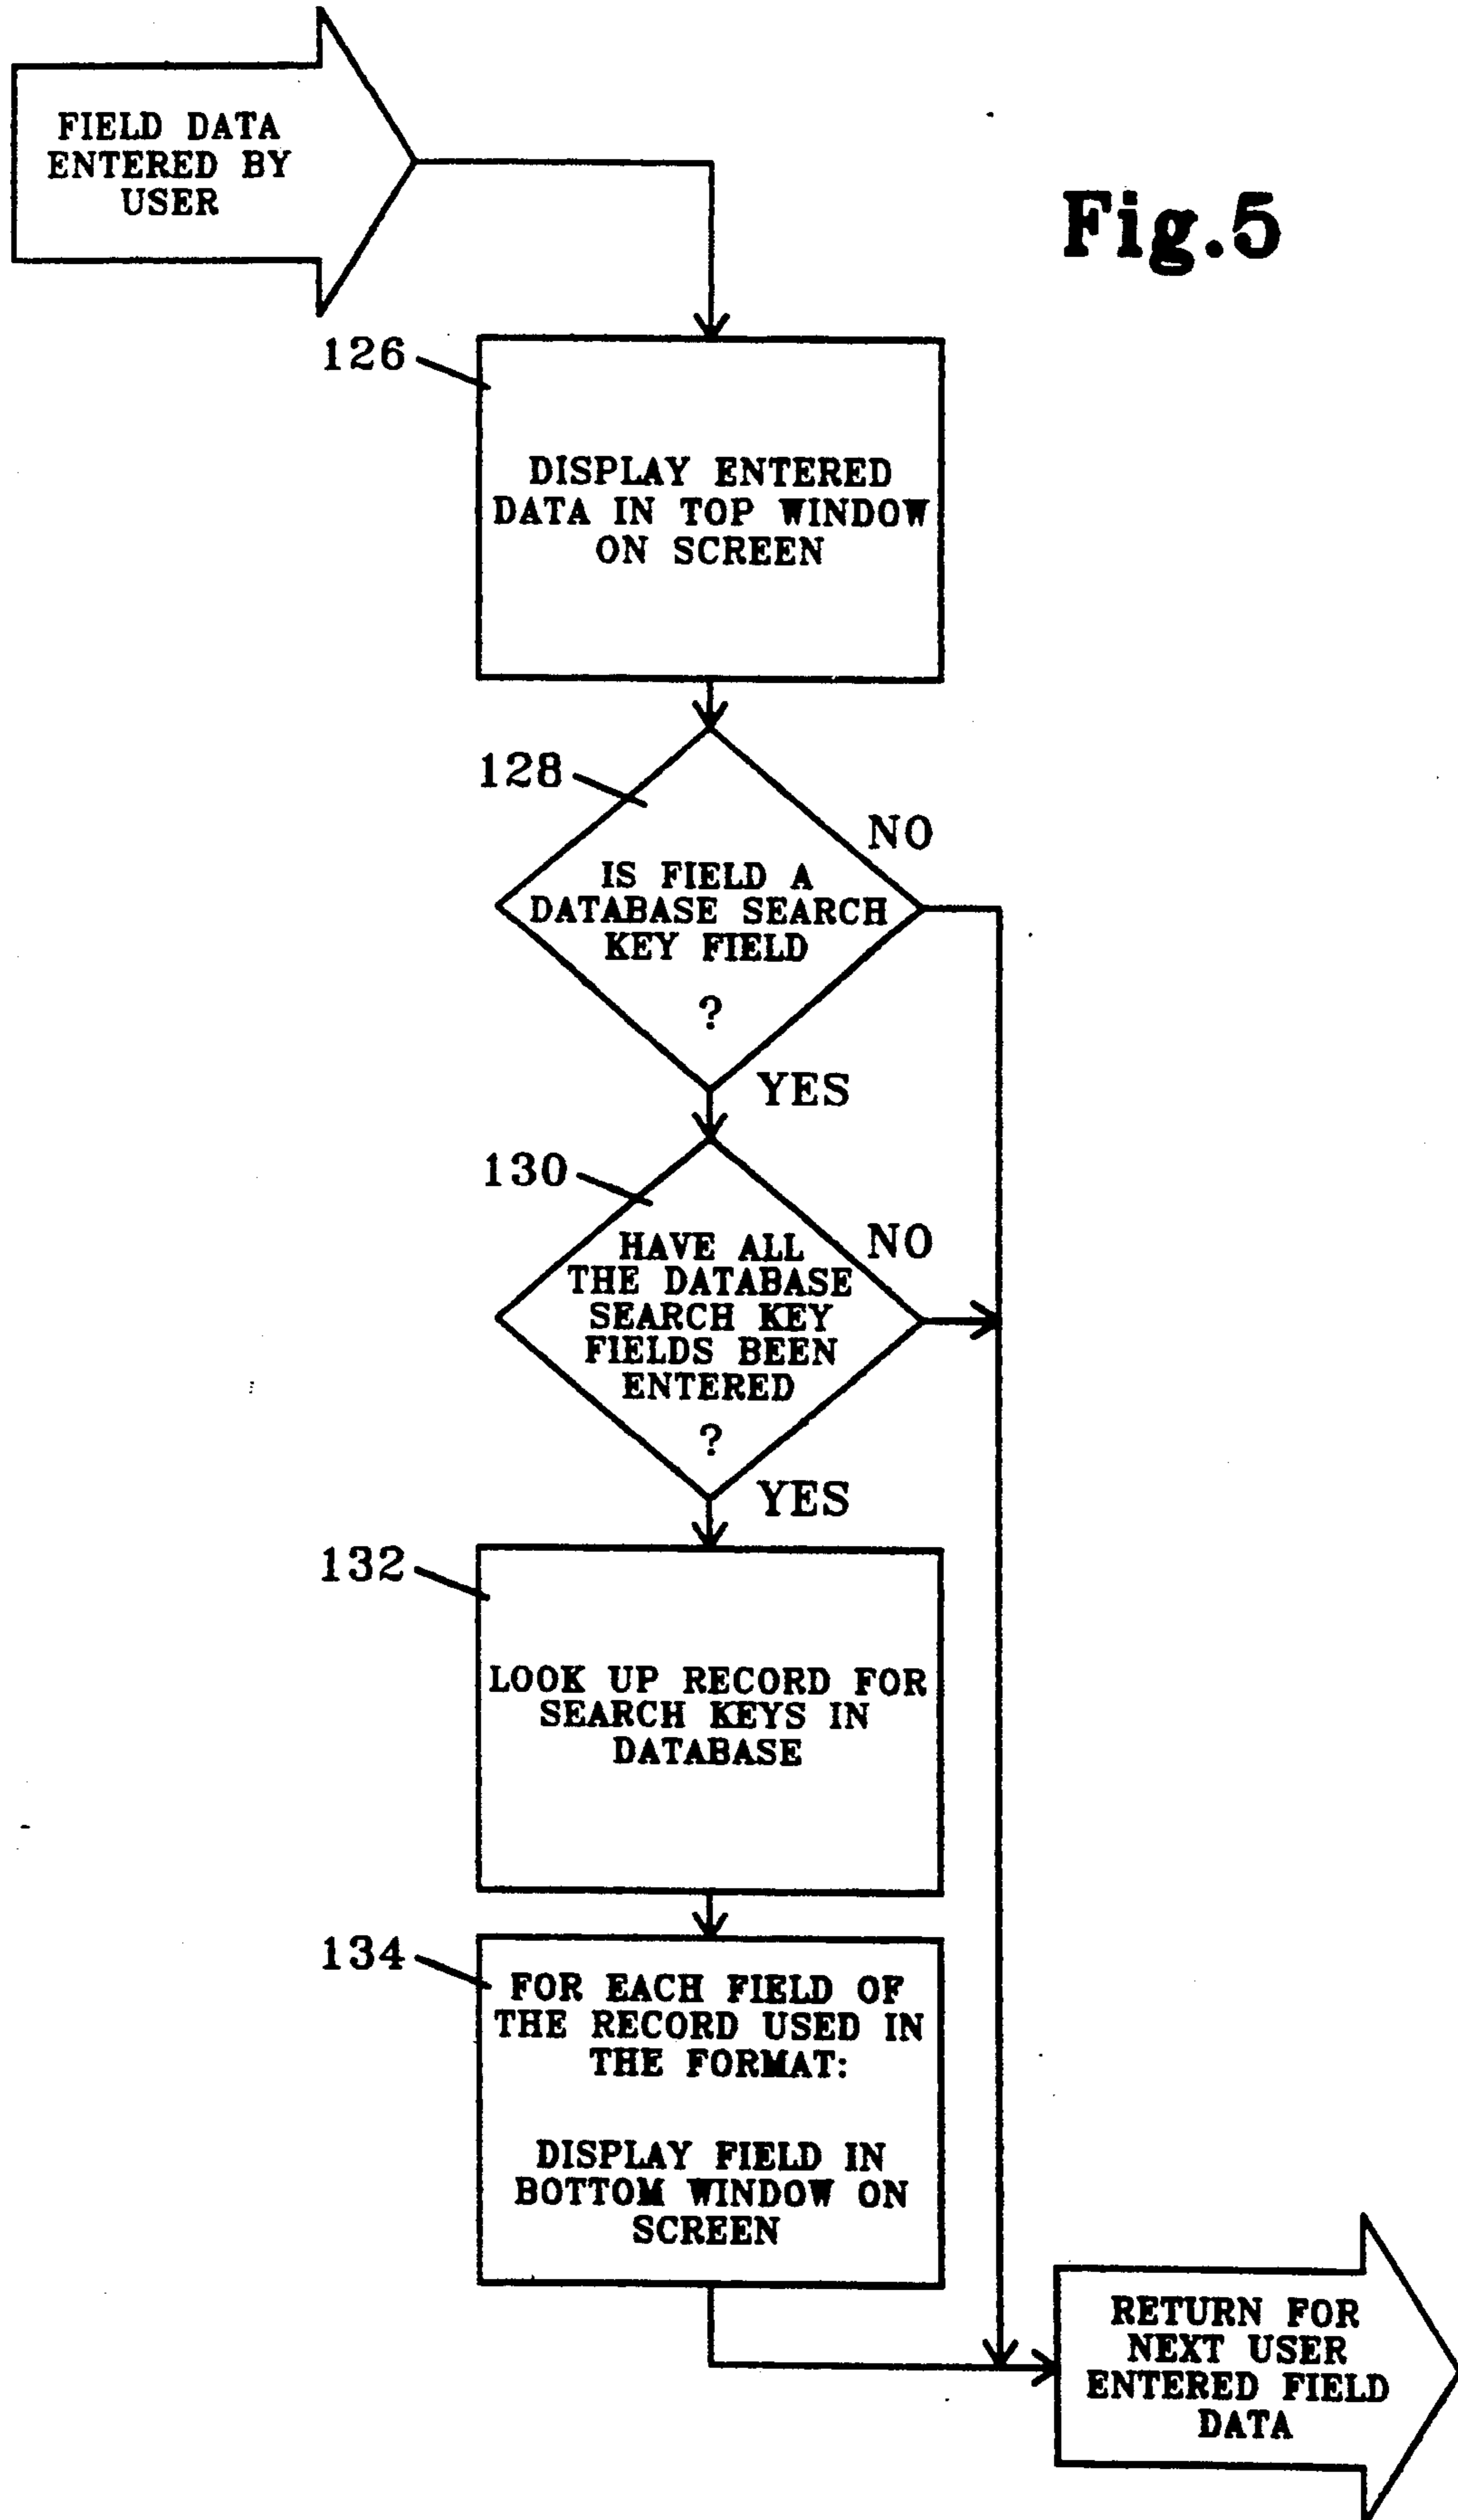 FIELD DATA
ENTERED BY
USER
Fig.5
126
DISPLAY ENTERED
DATA IN TOP WINDOW
ON SCREEN
128
NO
IS FIELD A
DATABASE SEARCH
KEY FIELD
?
YES
130
NO
HAVE ALL
THE DATABASE
SEARCH KEY
FIELDS BEEN
ENTERED
?
YES
132
LOOK UP RECORD FOR
SEARCH KEYS IN
DATABASE
134
FOR EACH FIELD OF
THE RECORD USED IN
THE FORMAT:
DISPLAY FIELD IN
BOTTOM WINDOW ON
SCREEN
RETURN FOR
NEXT USER
ENTERED FIELD
DATA